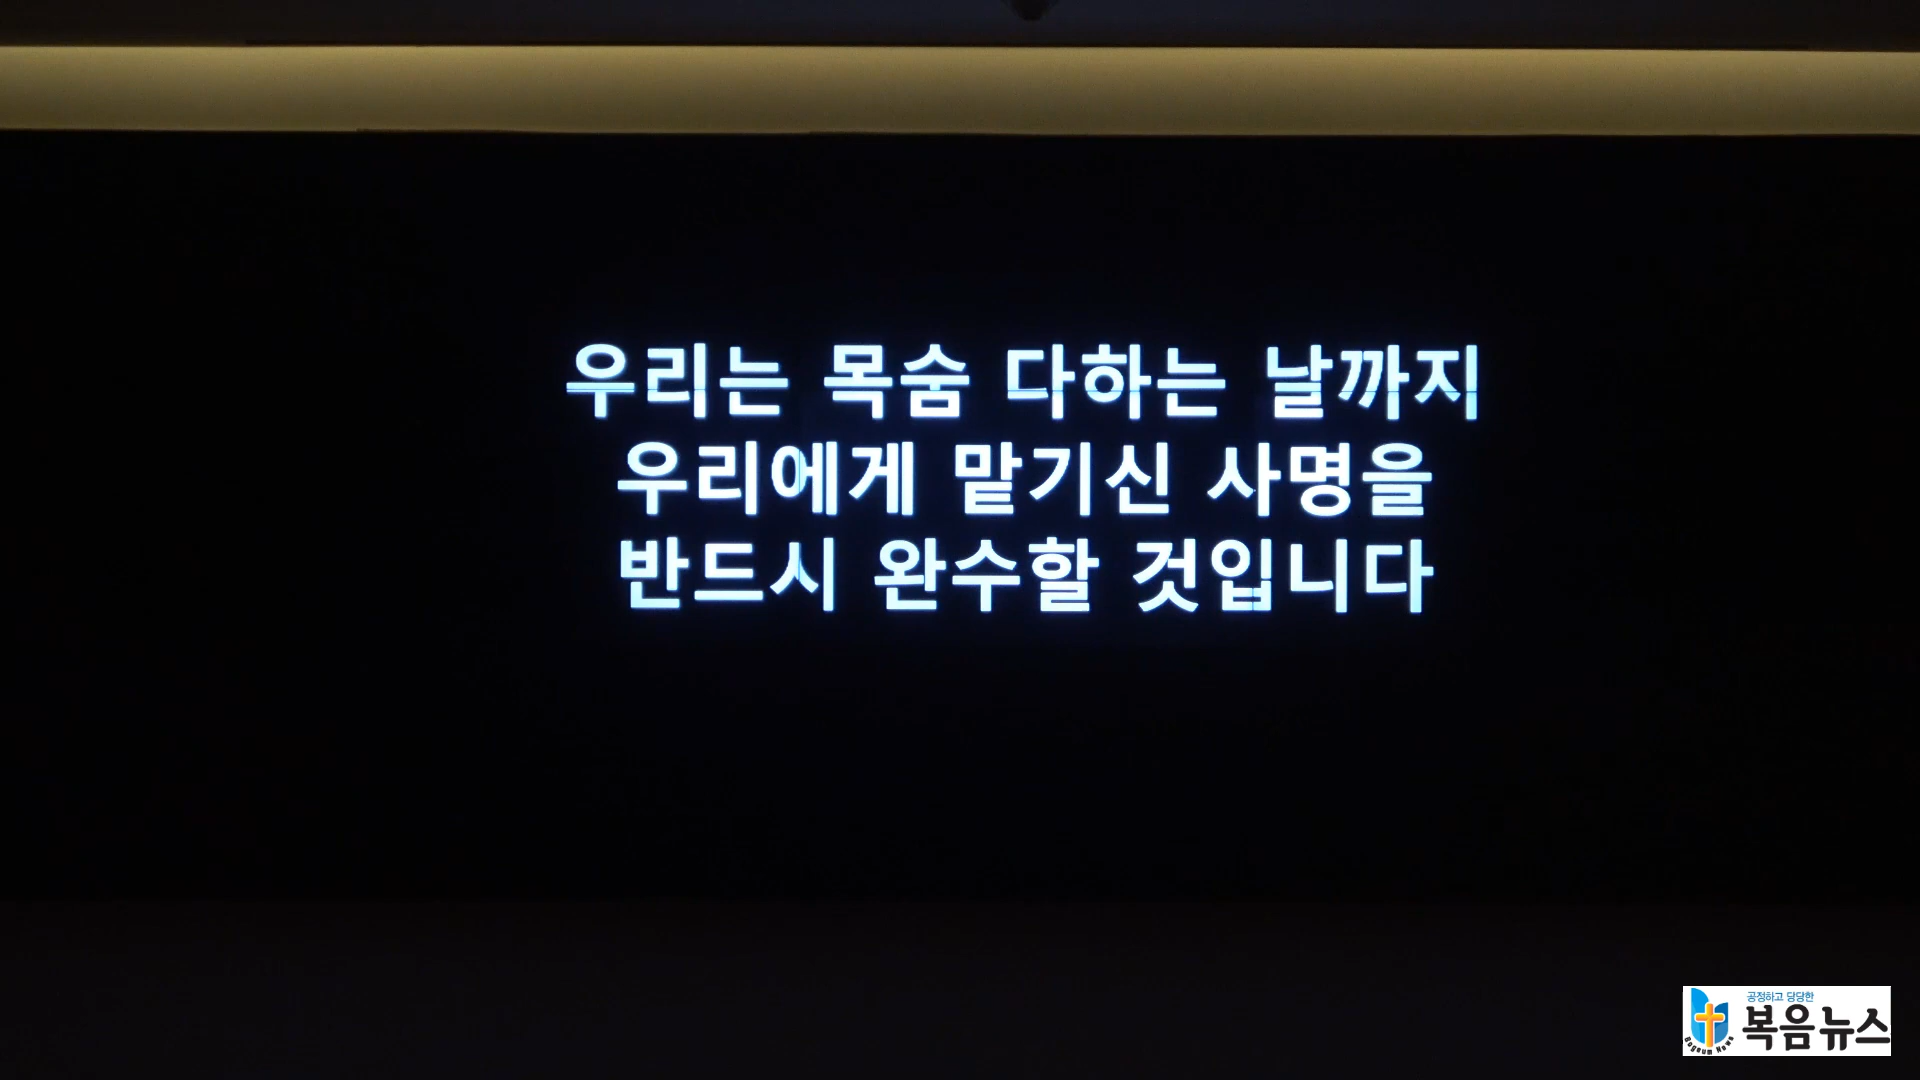 우리는 목숨 다하는 날까지
우리에게 맡기신 사명을
반드시 완수할 것입니다
공정하고 당당한
복음뉴스
Bogeum News